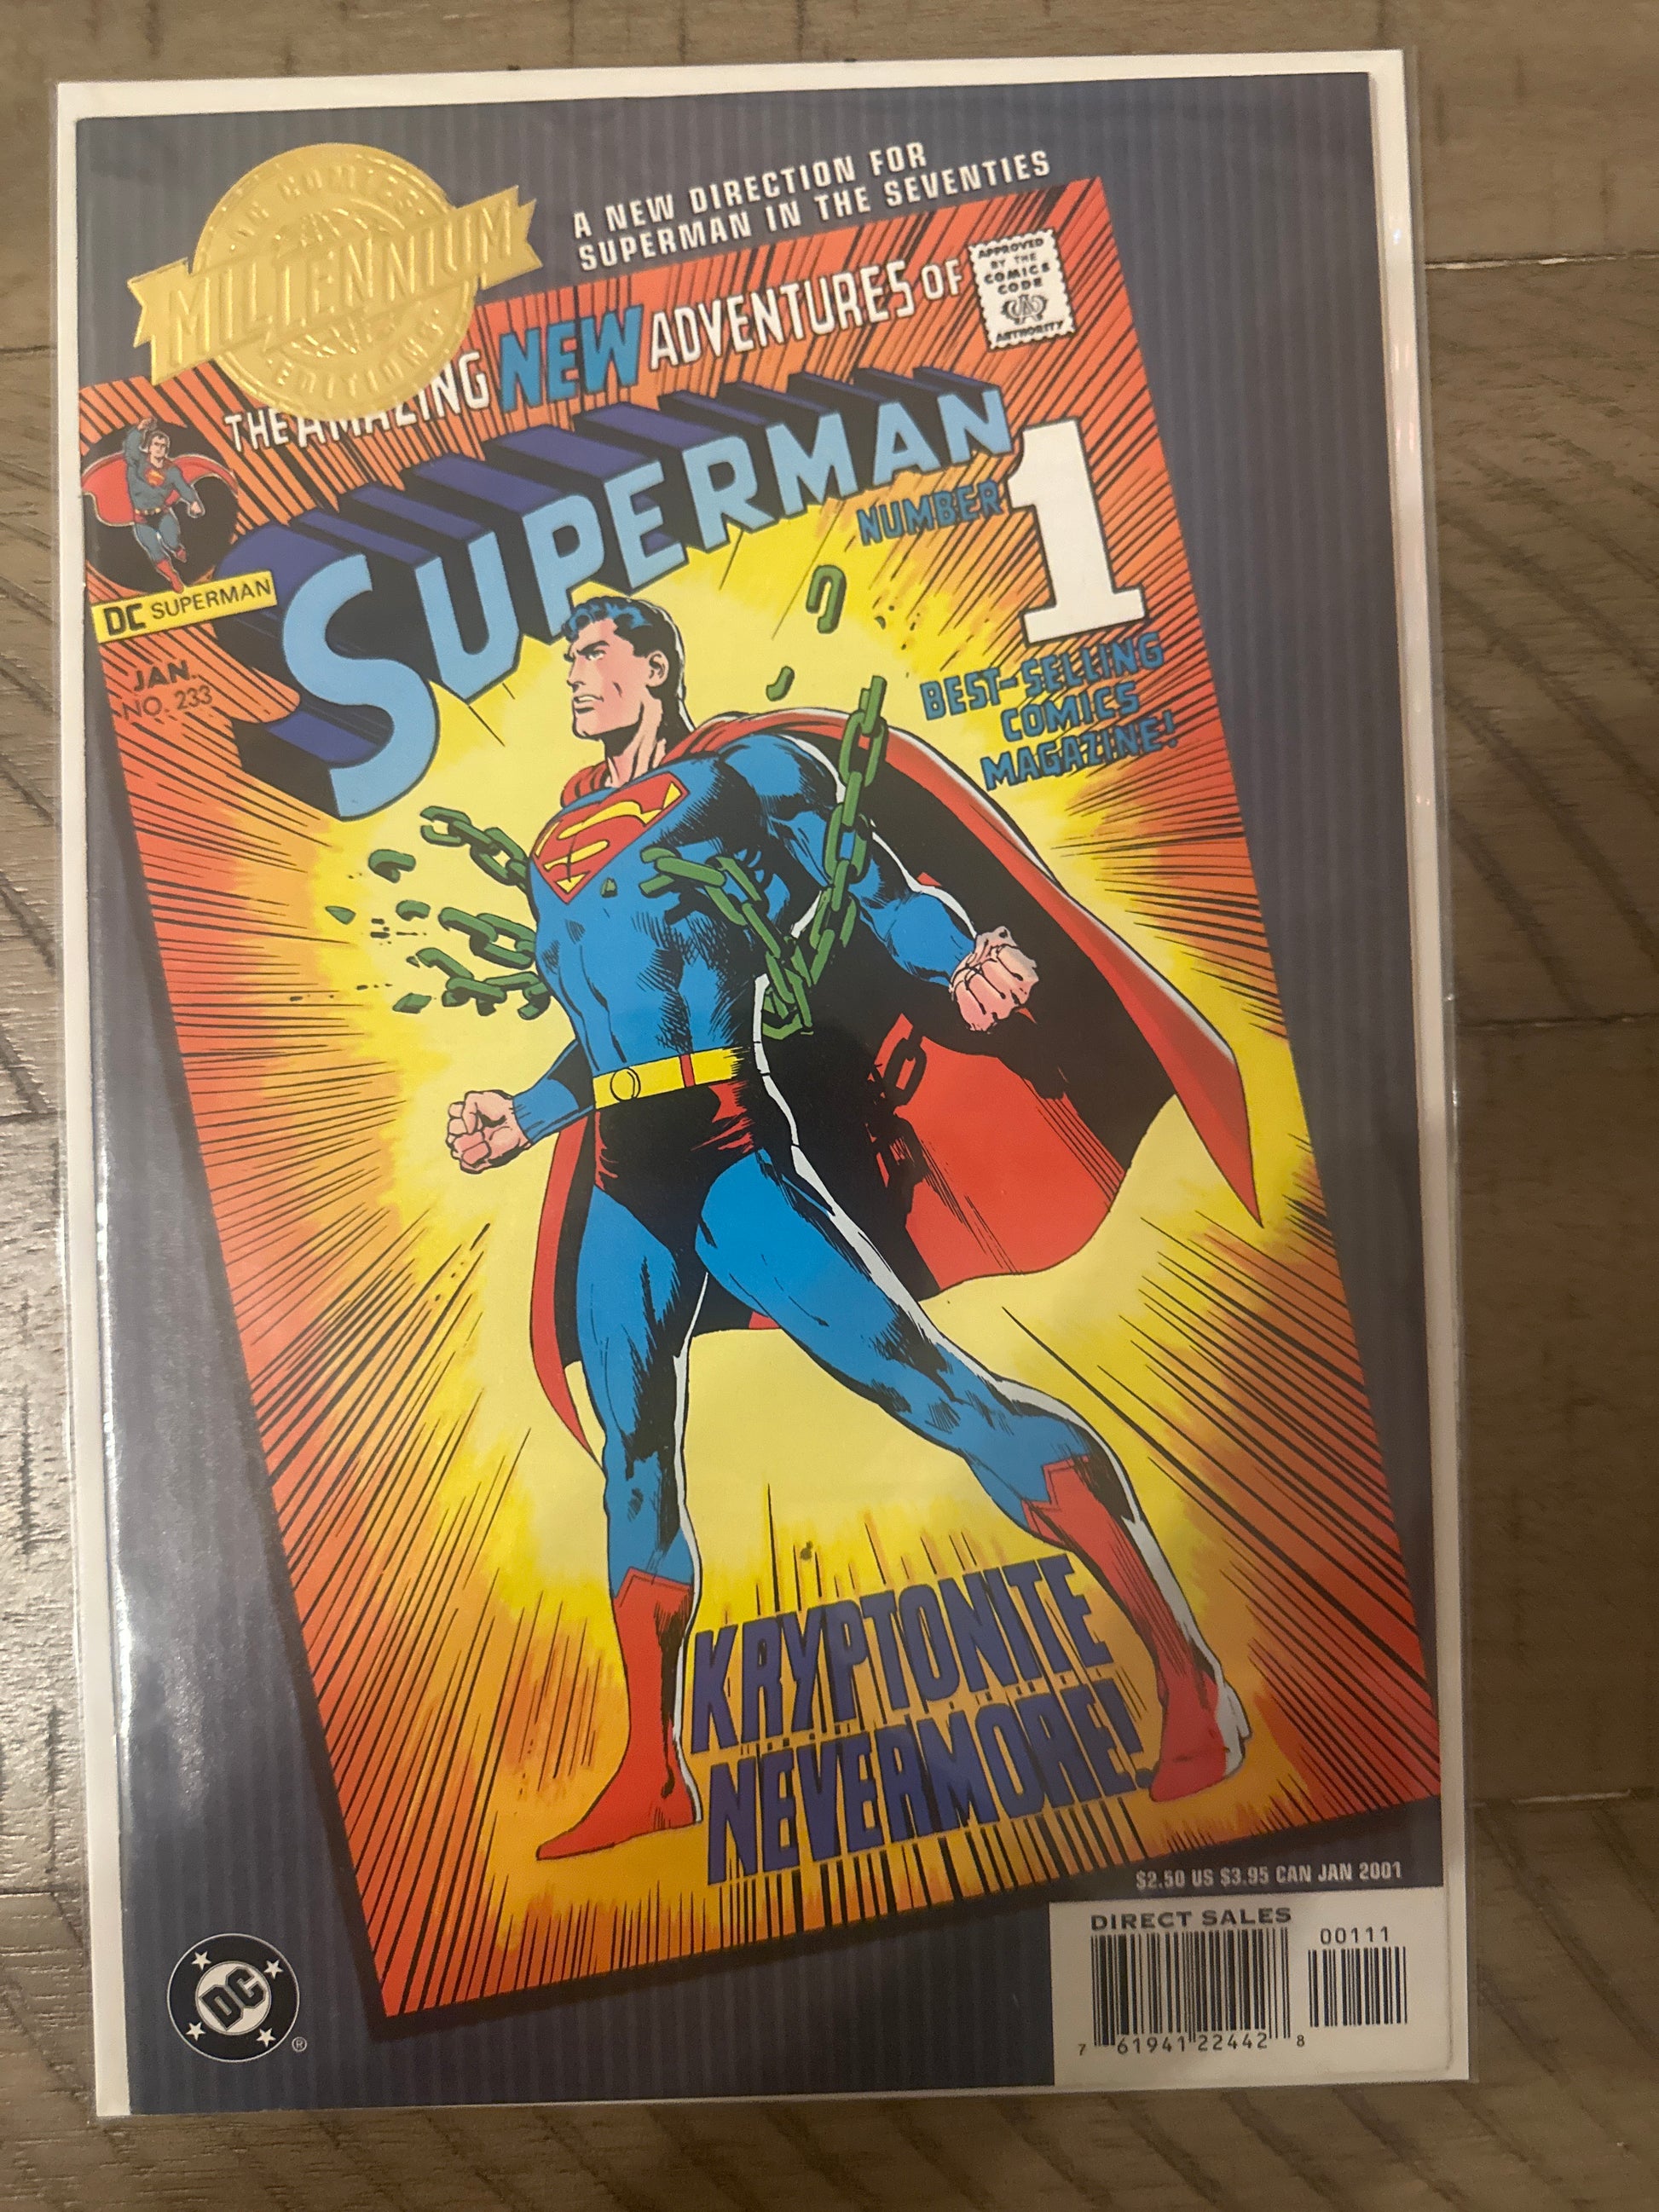 DC COMICS
MILLENNIUM
EDITIONS
A NEW DIRECTION FOR
SUPERMAN IN THE SEVENTIES
THE AMAZING NEW ADVENTURES OF
APPROVED
BY THE
COMICS
CODE
AUTHORITY
SUPERMAN
NUMBER 1
BEST-SELLING
COMICS
MAGAZINE!
DC SUPERMAN
JAN.
NO. 233
KRYPTONITE
NEVERMORE!
$2.50 US $3.95 CAN JAN 2001
DIRECT SALES
00111
7 61941 22442 8
DC
®